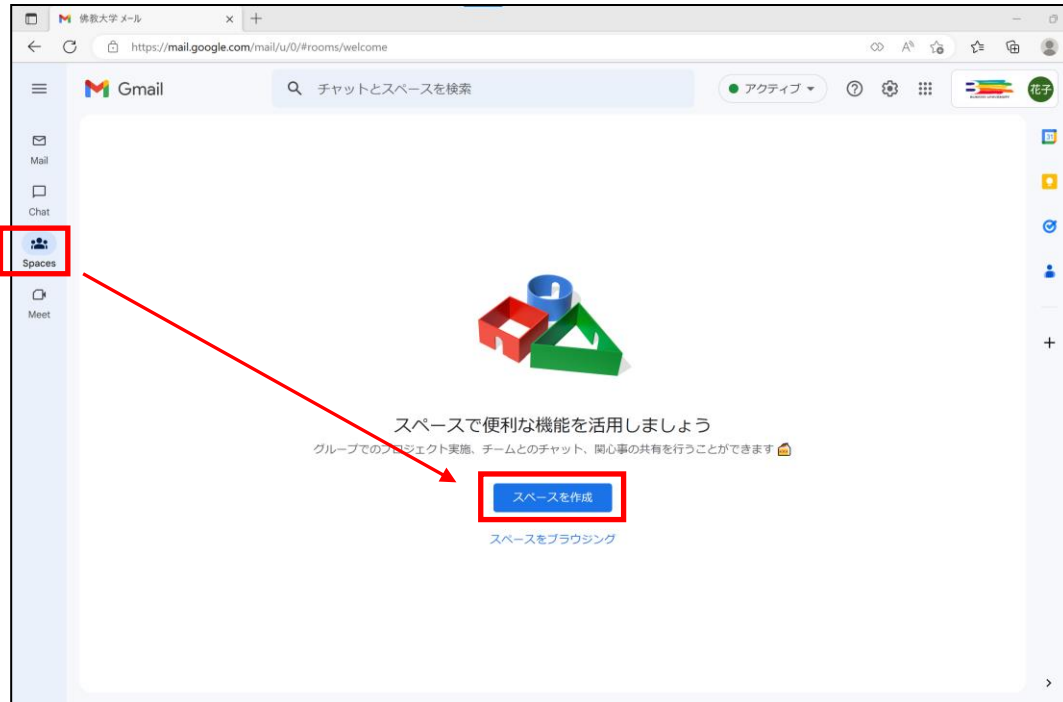 佛教大学 メール
https://mail.google.com/mail/u/0/#rooms/welcome
Gmail
チャットとスペースを検索
アクティブ
花子
Mail
Chat
Spaces
Meet
31
スペースで便利な機能を活用しましょう
グループでのプロジェクト実施、チームとのチャット、関心事の共有を行うことができます
スペースを作成
スペースをブラウジング